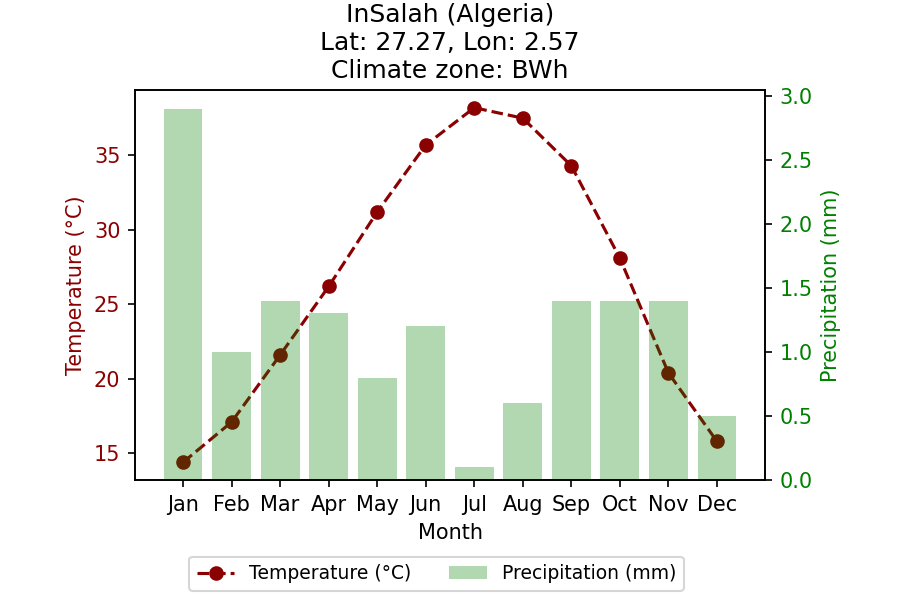 InSalah (Algeria)
Lat: 27.27, Lon: 2.57
Climate zone: BWh
Temperature (°C)
35
30
25
20
15
3.0
2.5
2.0
1.5
1.0
0.5
0.0
Precipitation (mm)
Jan Feb Mar Apr May Jun Jul Aug Sep Oct Nov Dec
Month
Temperature (°C) Precipitation (mm)